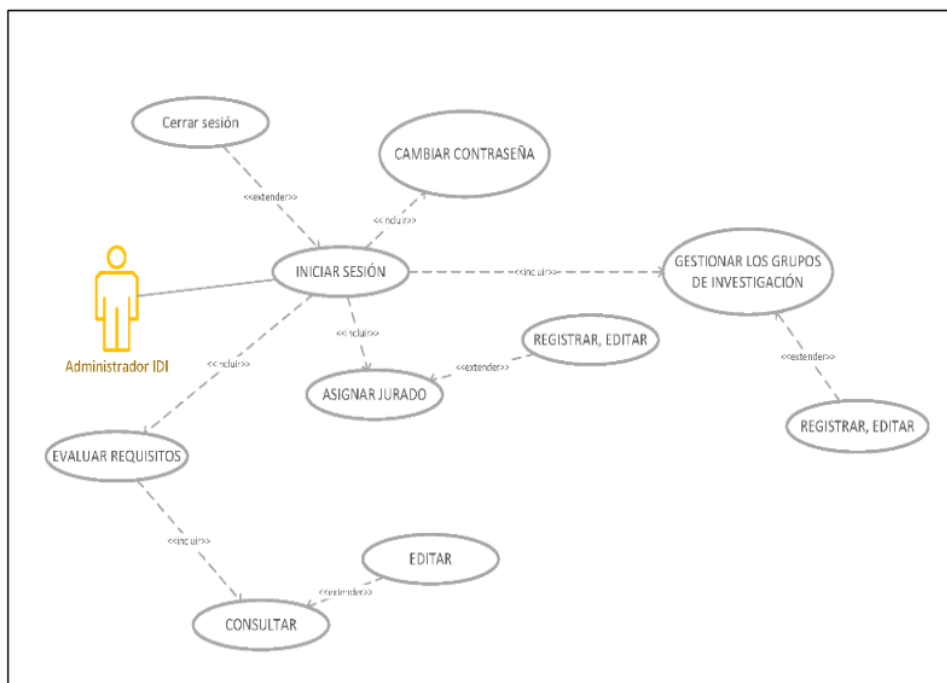 Cerrar sesión
CAMBIAR CONTRASEÑA
<<extender>>
<<incluir>>
INICIAR SESIÓN
<<incluir>>
GESTIONAR LOS GRUPOS
DE INVESTIGACIÓN
Administrador IDI
<<incluir>>
<<incluir>>
REGISTRAR, EDITAR
<<extender>>
<<extender>>
ASIGNAR JURADO
REGISTRAR, EDITAR
EVALUAR REQUISITOS
<<incluir>>
EDITAR
<<extender>>
CONSULTAR